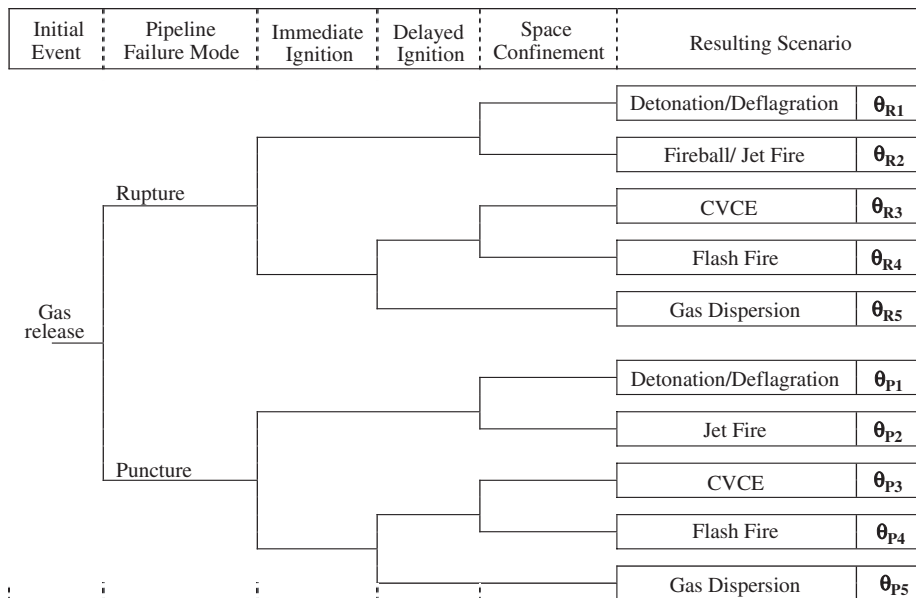 Initial Event
Pipeline Failure Mode
Immediate Ignition
Delayed Ignition
Space Confinement
Resulting Scenario
Detonation/Deflagration θR1
Fireball/ Jet Fire θR2
Rupture
CVCE θR3
Flash Fire θR4
Gas Dispersion θR5
Gas release
Detonation/Deflagration θP1
Jet Fire θP2
Puncture
CVCE θP3
Flash Fire θP4
Gas Dispersion θP5